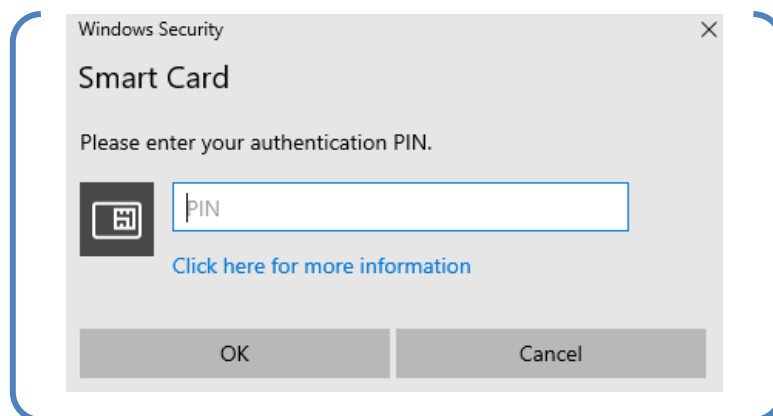 Windows Security
Smart Card
Please enter your authentication PIN.
PIN
Click here for more information
OK Cancel